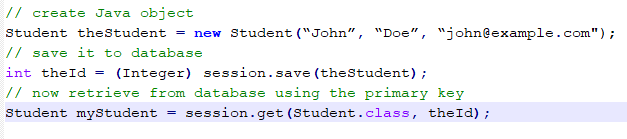 // create Java object
Student theStudent = new Student(“John”, “Doe”, “john@example.com");
// save it to database
int theId = (Integer) session.save(theStudent);
// now retrieve from database using the primary key
Student myStudent = session.get(Student.class, theId);